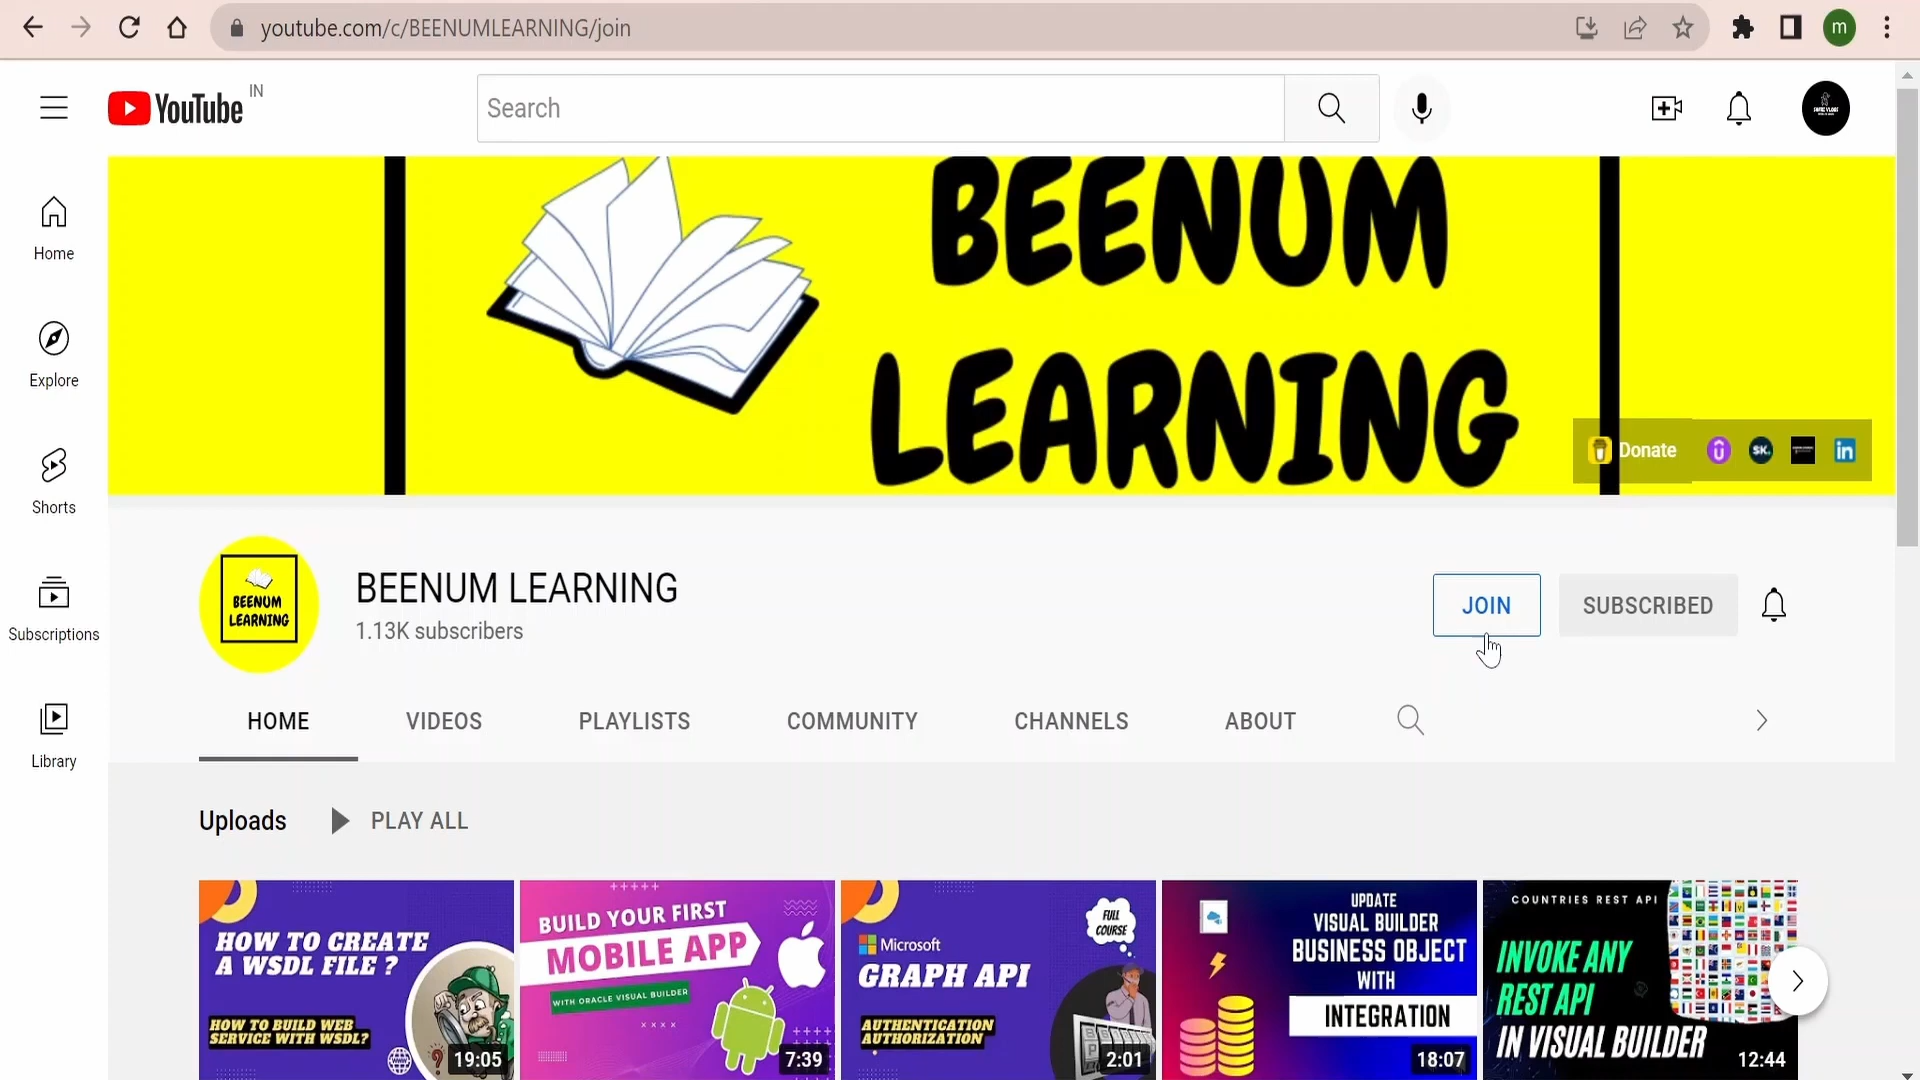 youtube.com/c/BEENUMLEARNING/join
m
YouTube IN
Search
Home
Explore
Shorts
Subscriptions
Library
BEENUM
LEARNING
Donate
SK.
in
BEENUM
LEARNING
BEENUM LEARNING
1.13K subscribers
JOIN
SUBSCRIBED
HOME
VIDEOS
PLAYLISTS
COMMUNITY
CHANNELS
ABOUT
Uploads
PLAY ALL
HOW TO CREATE
A WSDL FILE ?
HOW TO BUILD WEB
SERVICE WITH WSDL?
19:05
BUILD YOUR FIRST
MOBILE APP
WITH ORACLE VISUAL BUILDER
7:39
FULL
COURSE
Microsoft
GRAPH API
AUTHENTICATION
AUTHORIZATION
2:01
UPDATE
VISUAL BUILDER
BUSINESS OBJECT
WITH
INTEGRATION
18:07
COUNTRIES REST API
INVOKE ANY
REST API
IN VISUAL BUILDER
12:44